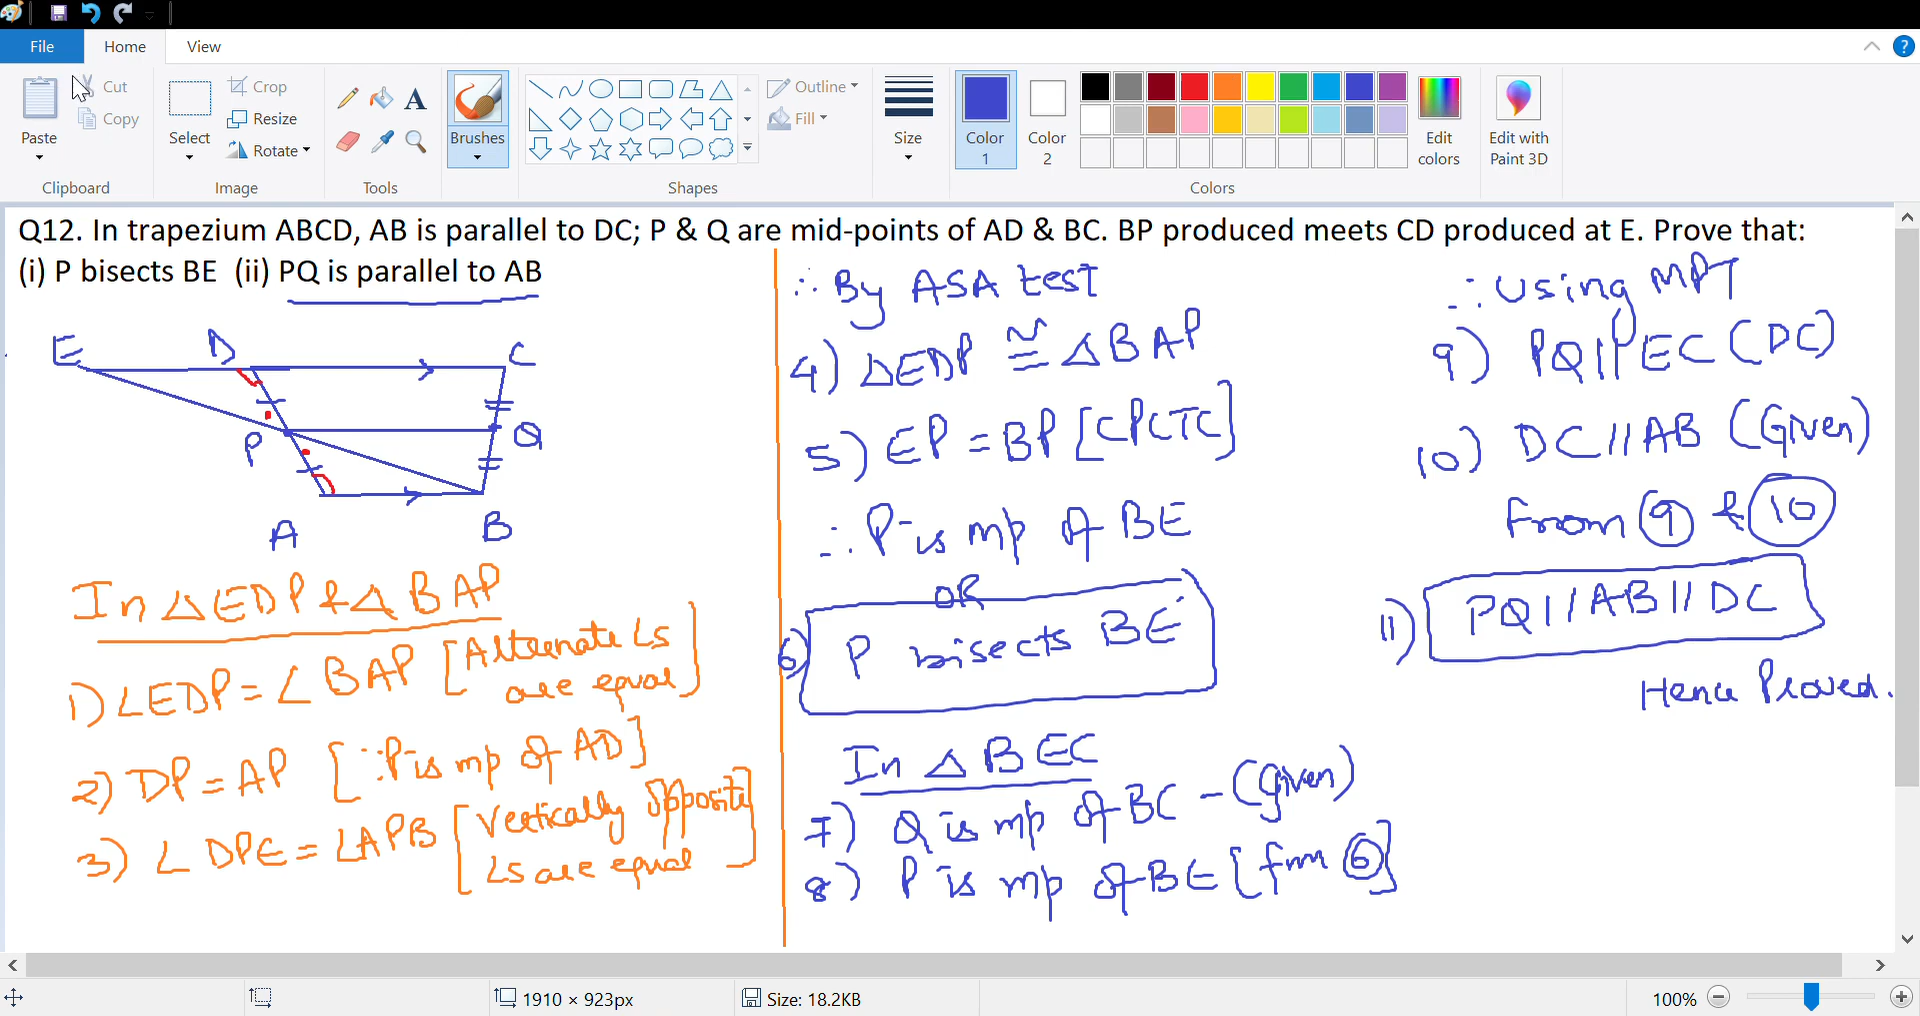 File Home View
Paste
Cut
Copy
Clipboard
Select
Crop
Resize
Rotate
Image
Tools
Brushes
Shapes
Outline
Fill
Size
Color 1
Color 2
Edit colors
Edit with Paint 3D
Colors
Q12. In trapezium ABCD, AB is parallel to DC; P & Q are mid-points of AD & BC. BP produced meets CD produced at E. Prove that:
(i) P bisects BE (ii) PQ is parallel to AB
E D C
P Q
A B
In △EDP & △BAP
1) ∠EDP = ∠BAP [Alternate ∠s
are equal]
2) DP = AP [∵ P is mp of AD]
3) ∠DPE = ∠APB [Vertically opposite
∠s are equal]
∴ By ASA test
4) △EDP ≅ △BAP
5) EP = BP [CPCTC]
∴ P is mp of BE
OR
6) P bisects BE
In △BEC
7) Q is mp of BC - (Given)
8) P is mp of BE [from 6]
∴ Using MPT
9) PQ || EC (DC)
10) DC // AB (Given)
From 9 & 10
11) PQ // AB // DC
Hence Proved.
1910 × 923px
Size: 18.2KB
100%